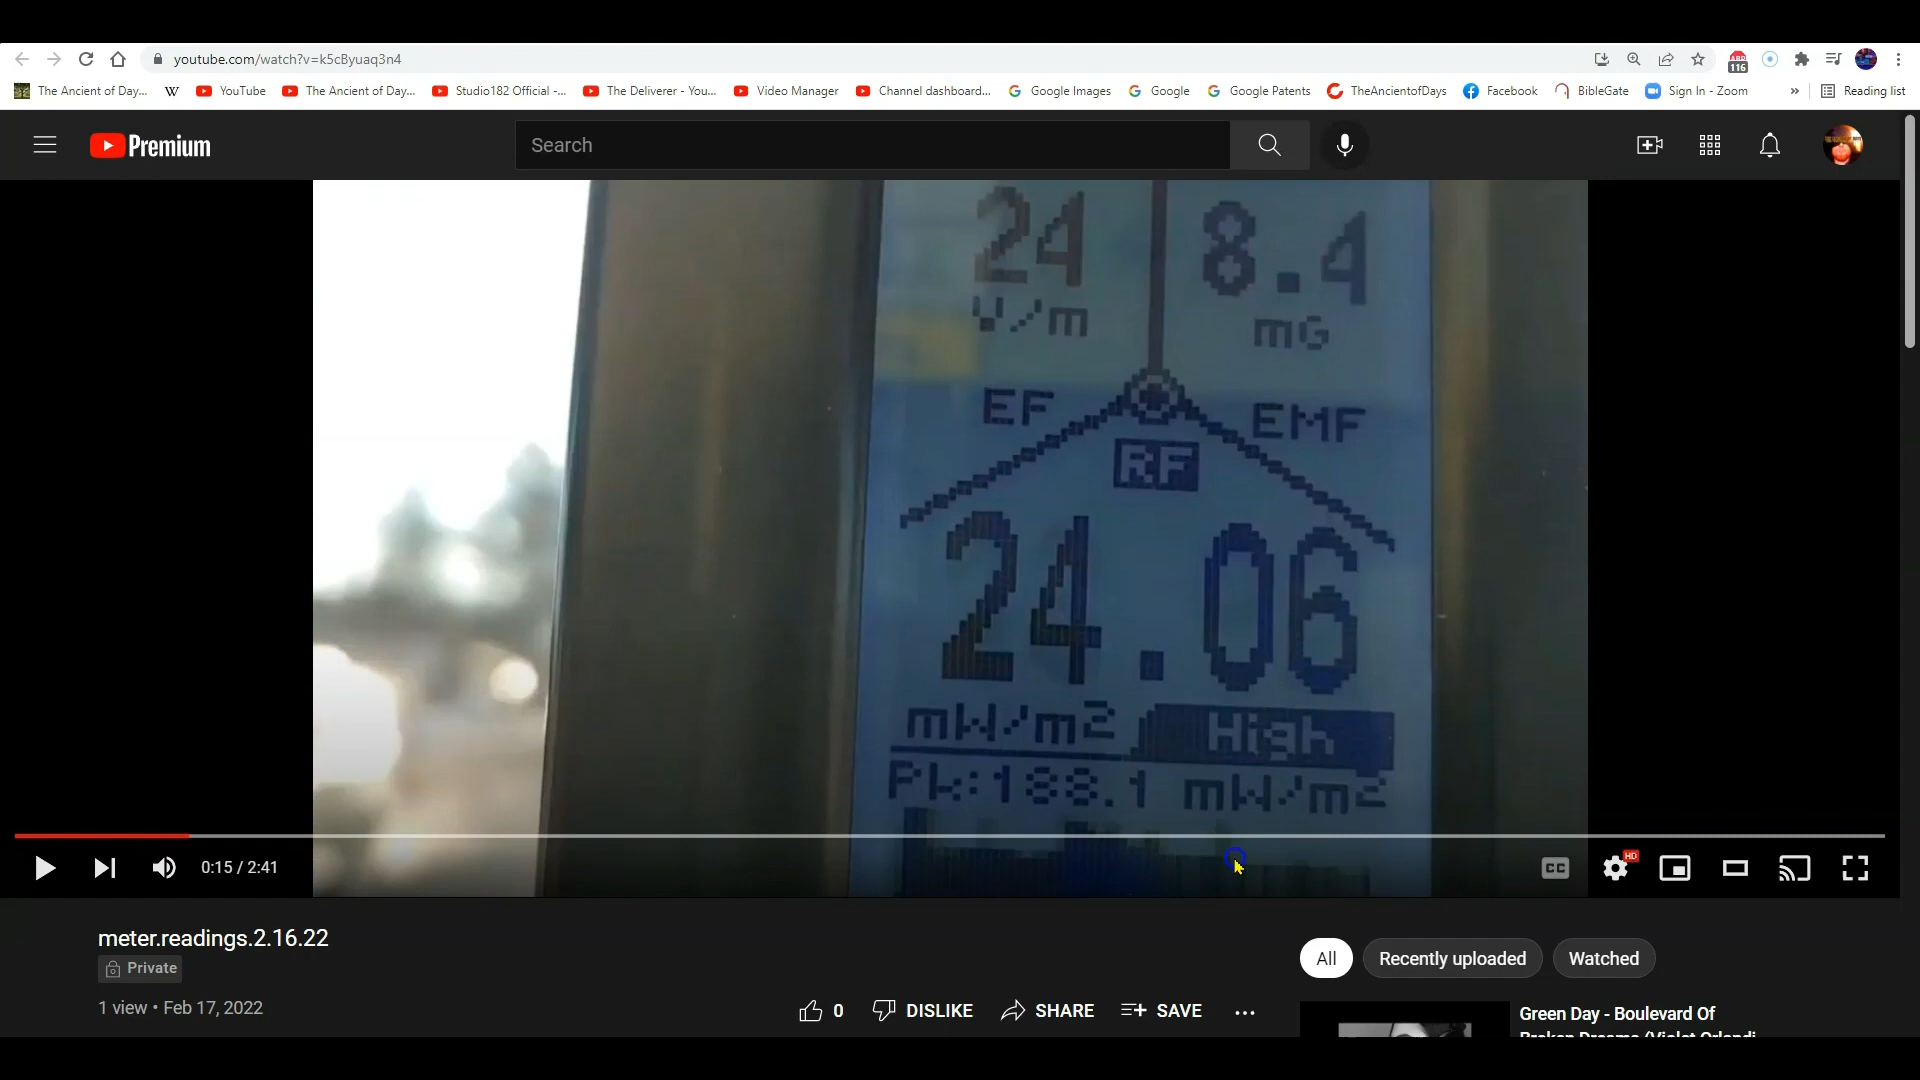 youtube.com/watch?v=k5cByuaq3n4
ABP
116
The Ancient of Day...
W
YouTube
The Ancient of Day...
Studio182 Official -...
The Deliverer - You...
Video Manager
Channel dashboard...
Google Images
Google
Google Patents
TheAncientofDays
Facebook
BibleGate
Sign In - Zoom
»
Reading list
Premium
Search
24 8.4
V/m mG
EF EMF
RF
24.06
mW/m2 High
Pk:188.1 mW/m2
0:15 / 2:41
CC
HD
meter.readings.2.16.22
Private
1 view • Feb 17, 2022
0
DISLIKE
SHARE
SAVE
...
All
Recently uploaded
Watched
Green Day - Boulevard Of